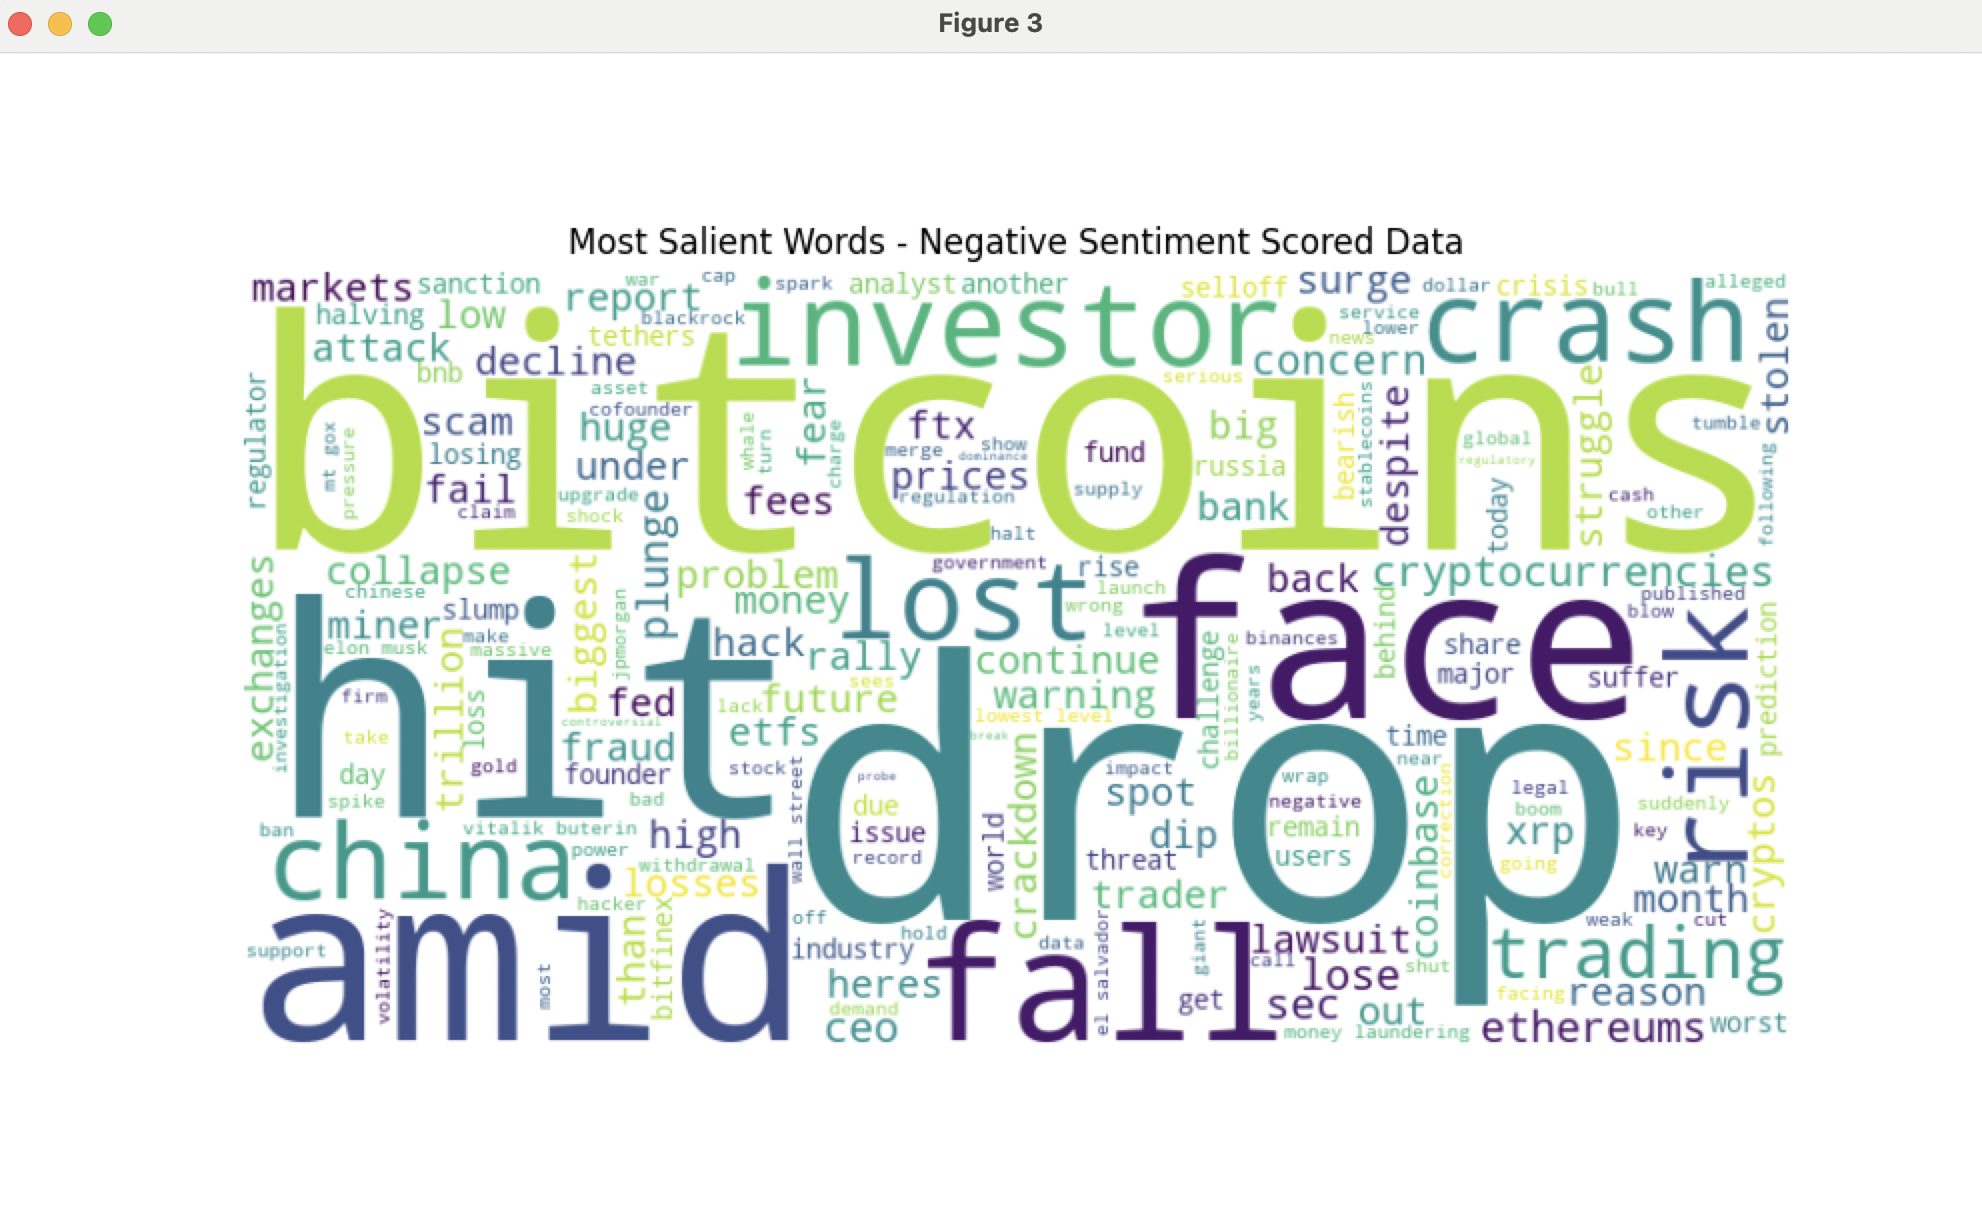 Figure 3
Most Salient Words - Negative Sentiment Scored Data
markets
sanction
war
cap
spark
analyst
another
selloff
surge
dollar
crisis
bull
alleged
halving
low
report
blackrock
investor
service
lower
news
crash
stolen
attack
tethers
decline
concern
bnb
bitcoins
regulator
asset
cofounder
serious
fear
scam
huge
whale
turn
charge
ftx
merge
show
dominance
fund
big
bearish
stablecoins
despite
global
regulatory
struggle
tumble
mt gox
pressure
losing
under
prices
regulation
supply
russia
fail
claim
upgrade
shock
fees
bank
today
cash
other
following
plunge
halt
government
exchanges
collapse
chinese
biggest
problem
lost
rise
launch
wrong
level
face
back
cryptocurrencies
published
blow
behind
hit
miner
slump
make
massive
elon musk
jpmorgan
money
hack
rally
continue
challenge
billionaire
binances
share
major
suffer
risk
prediction
investigation
trillion
loss
firm
take
day
spike
gold
fed
controversial
fraud
founder
bad
lack
future
sees
etfs
stock
warning
lowest level
break
years
drop
time
near
since
wall street
probe
due
issue
record
world
crackdown
impact
spot
dip
threat
trader
wrap
negative
remain
users
coinbase
correction
legal
boom
xrp
going
suddenly
key
warn
month
cryptos
ban
china
vitalik buterin
power
high
withdrawal
losses
hacker
amid
support
volatility
most
than
bitfinex
off
industry
hold
heres
demand
ceo
fall
data
el salvador
giant
get
lawsuit
call
lose
sec
shut
out
money laundering
weak
cut
trading
facing
reason
ethereums
worst